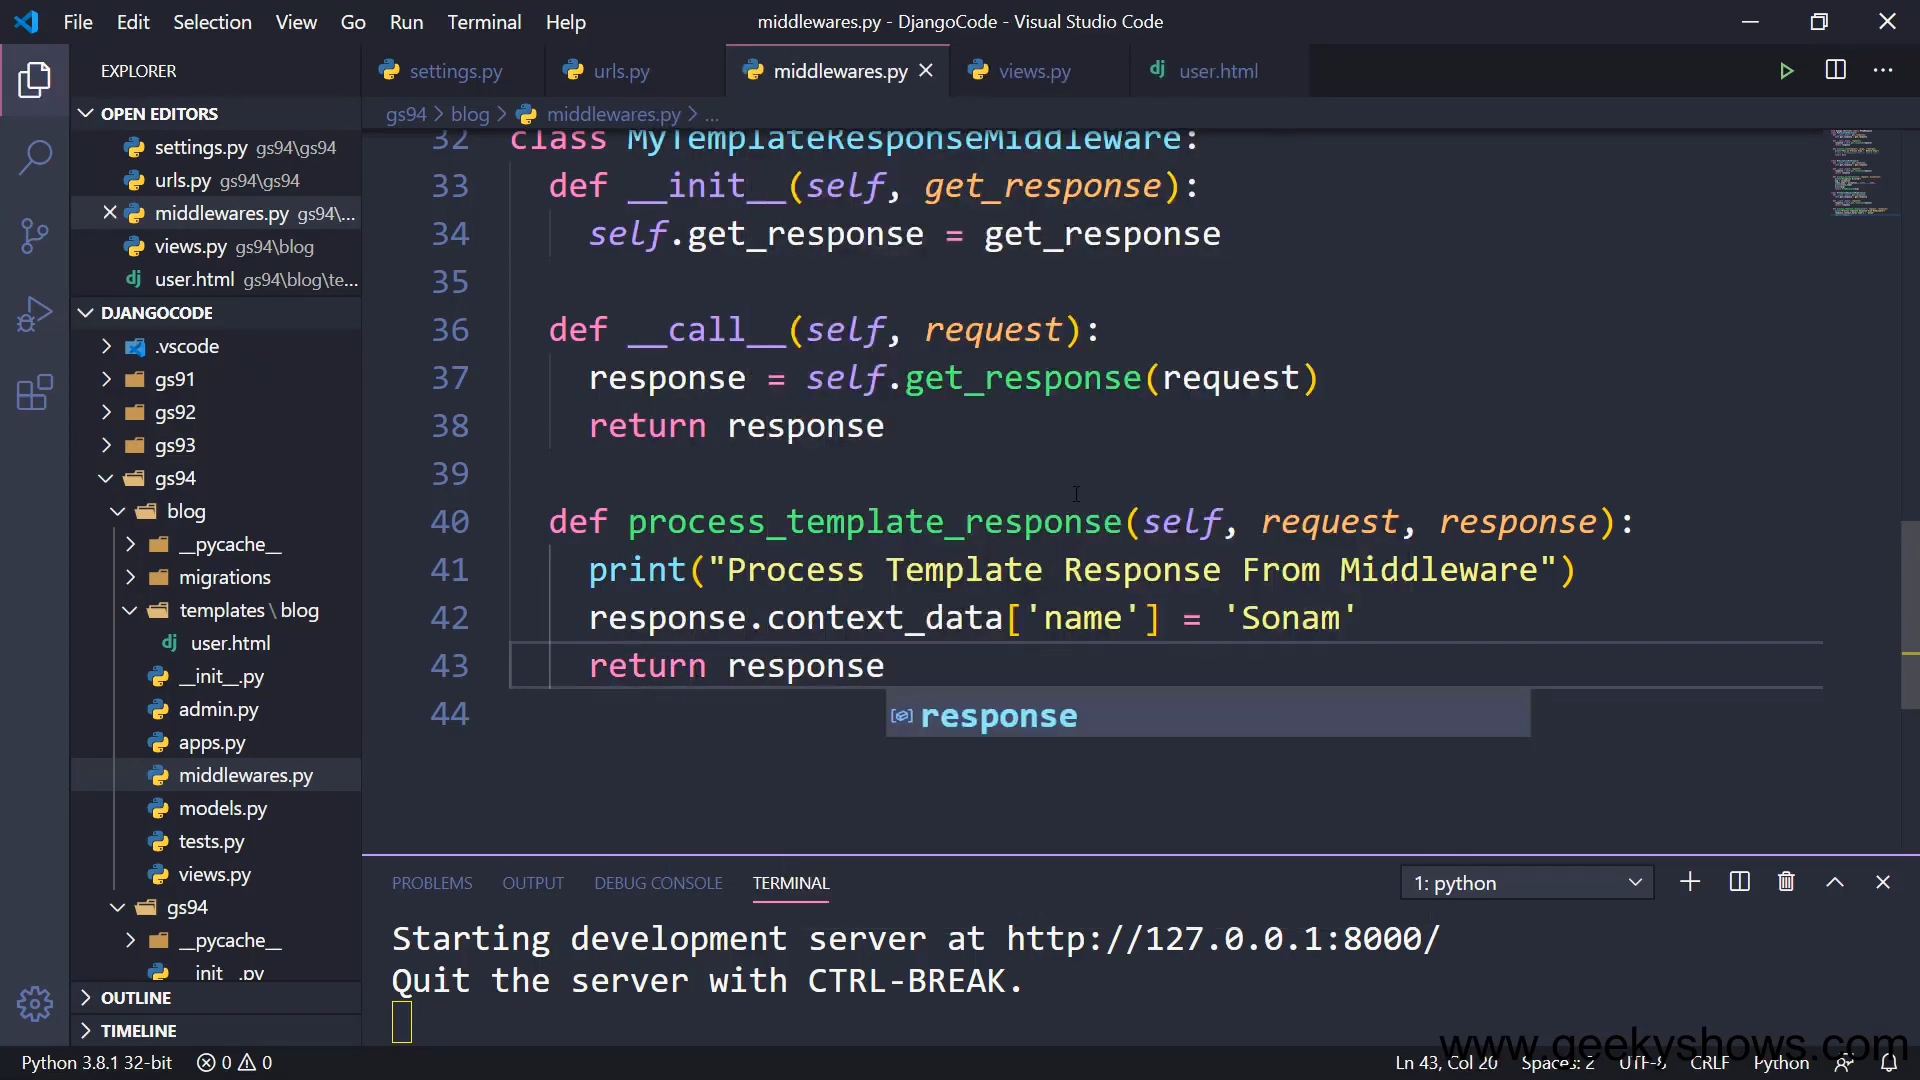 File Edit Selection View Go Run Terminal Help
middlewares.py - DjangoCode - Visual Studio Code
EXPLORER
OPEN EDITORS
settings.py gs94\gs94
urls.py gs94\gs94
middlewares.py gs94\...
views.py gs94\blog
user.html gs94\blog\te...
DJANGOCODE
.vscode
gs91
gs92
gs93
gs94
blog
__pycache__
migrations
templates \ blog
user.html
__init__.py
admin.py
apps.py
middlewares.py
models.py
tests.py
views.py
gs94
__pycache__
__init__.py
OUTLINE
TIMELINE
settings.py urls.py middlewares.py views.py user.html
gs94 > blog > middlewares.py > ...
32 class MyTemplateResponseMiddleware:
33 def __init__(self, get_response):
34 self.get_response = get_response
35
36 def __call__(self, request):
37 response = self.get_response(request)
38 return response
39
40 def process_template_response(self, request, response):
41 print("Process Template Response From Middleware")
42 response.context_data['name'] = 'Sonam'
43 return response
44
response
PROBLEMS OUTPUT DEBUG CONSOLE TERMINAL
1: python
Starting development server at http://127.0.0.1:8000/
Quit the server with CTRL-BREAK.
www.geekyshows.com
Python 3.8.1 32-bit 0 0
Ln 43, Col 20 Spaces: 2 UTF-8 CRLF Python